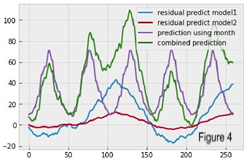 residual predict model1
residual predict model2
prediction using month
combined prediction
100
80
60
40
20
0
−20
0
50
100
150
200
250
Figure 4